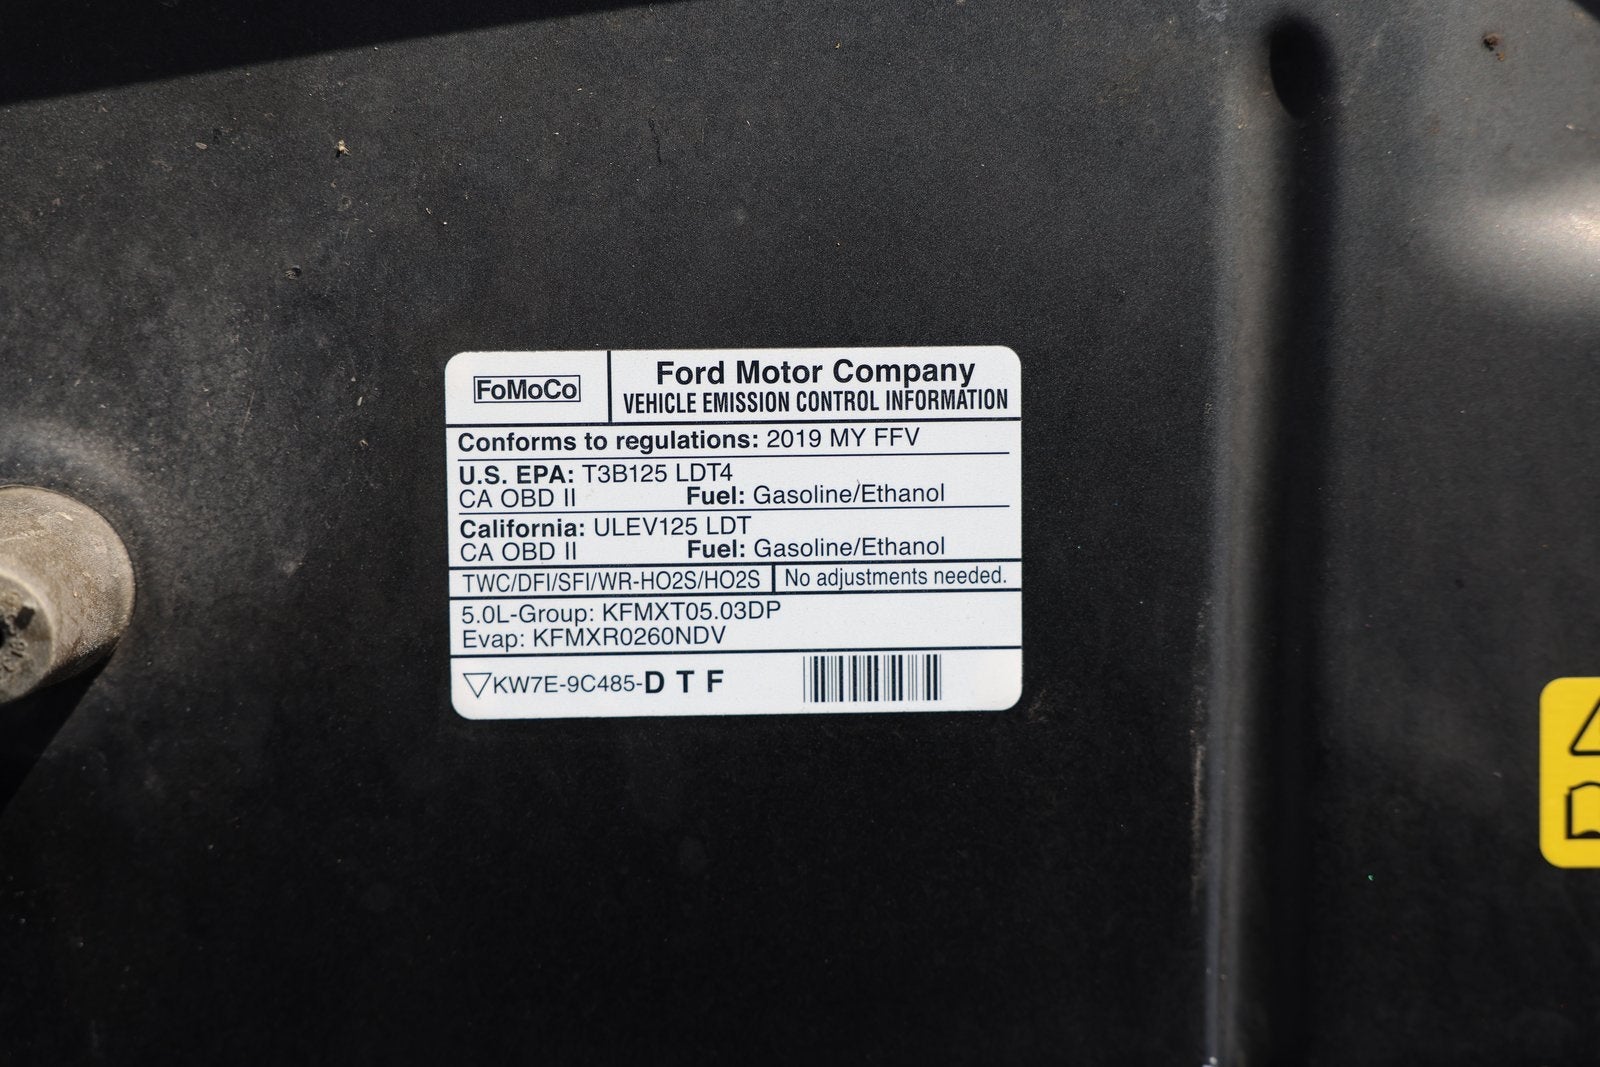 FoMoCo
Ford Motor Company
VEHICLE EMISSION CONTROL INFORMATION
Conforms to regulations: 2019 MY FFV
U.S. EPA: T3B125 LDT4
CA OBD II Fuel: Gasoline/Ethanol
California: ULEV125 LDT
CA OBD II Fuel: Gasoline/Ethanol
TWC/DFI/SFI/WR-HO2S/HO2S No adjustments needed.
5.0L-Group: KFMXT05.03DP
Evap: KFMXR0260NDV
KW7E-9C485-D T F